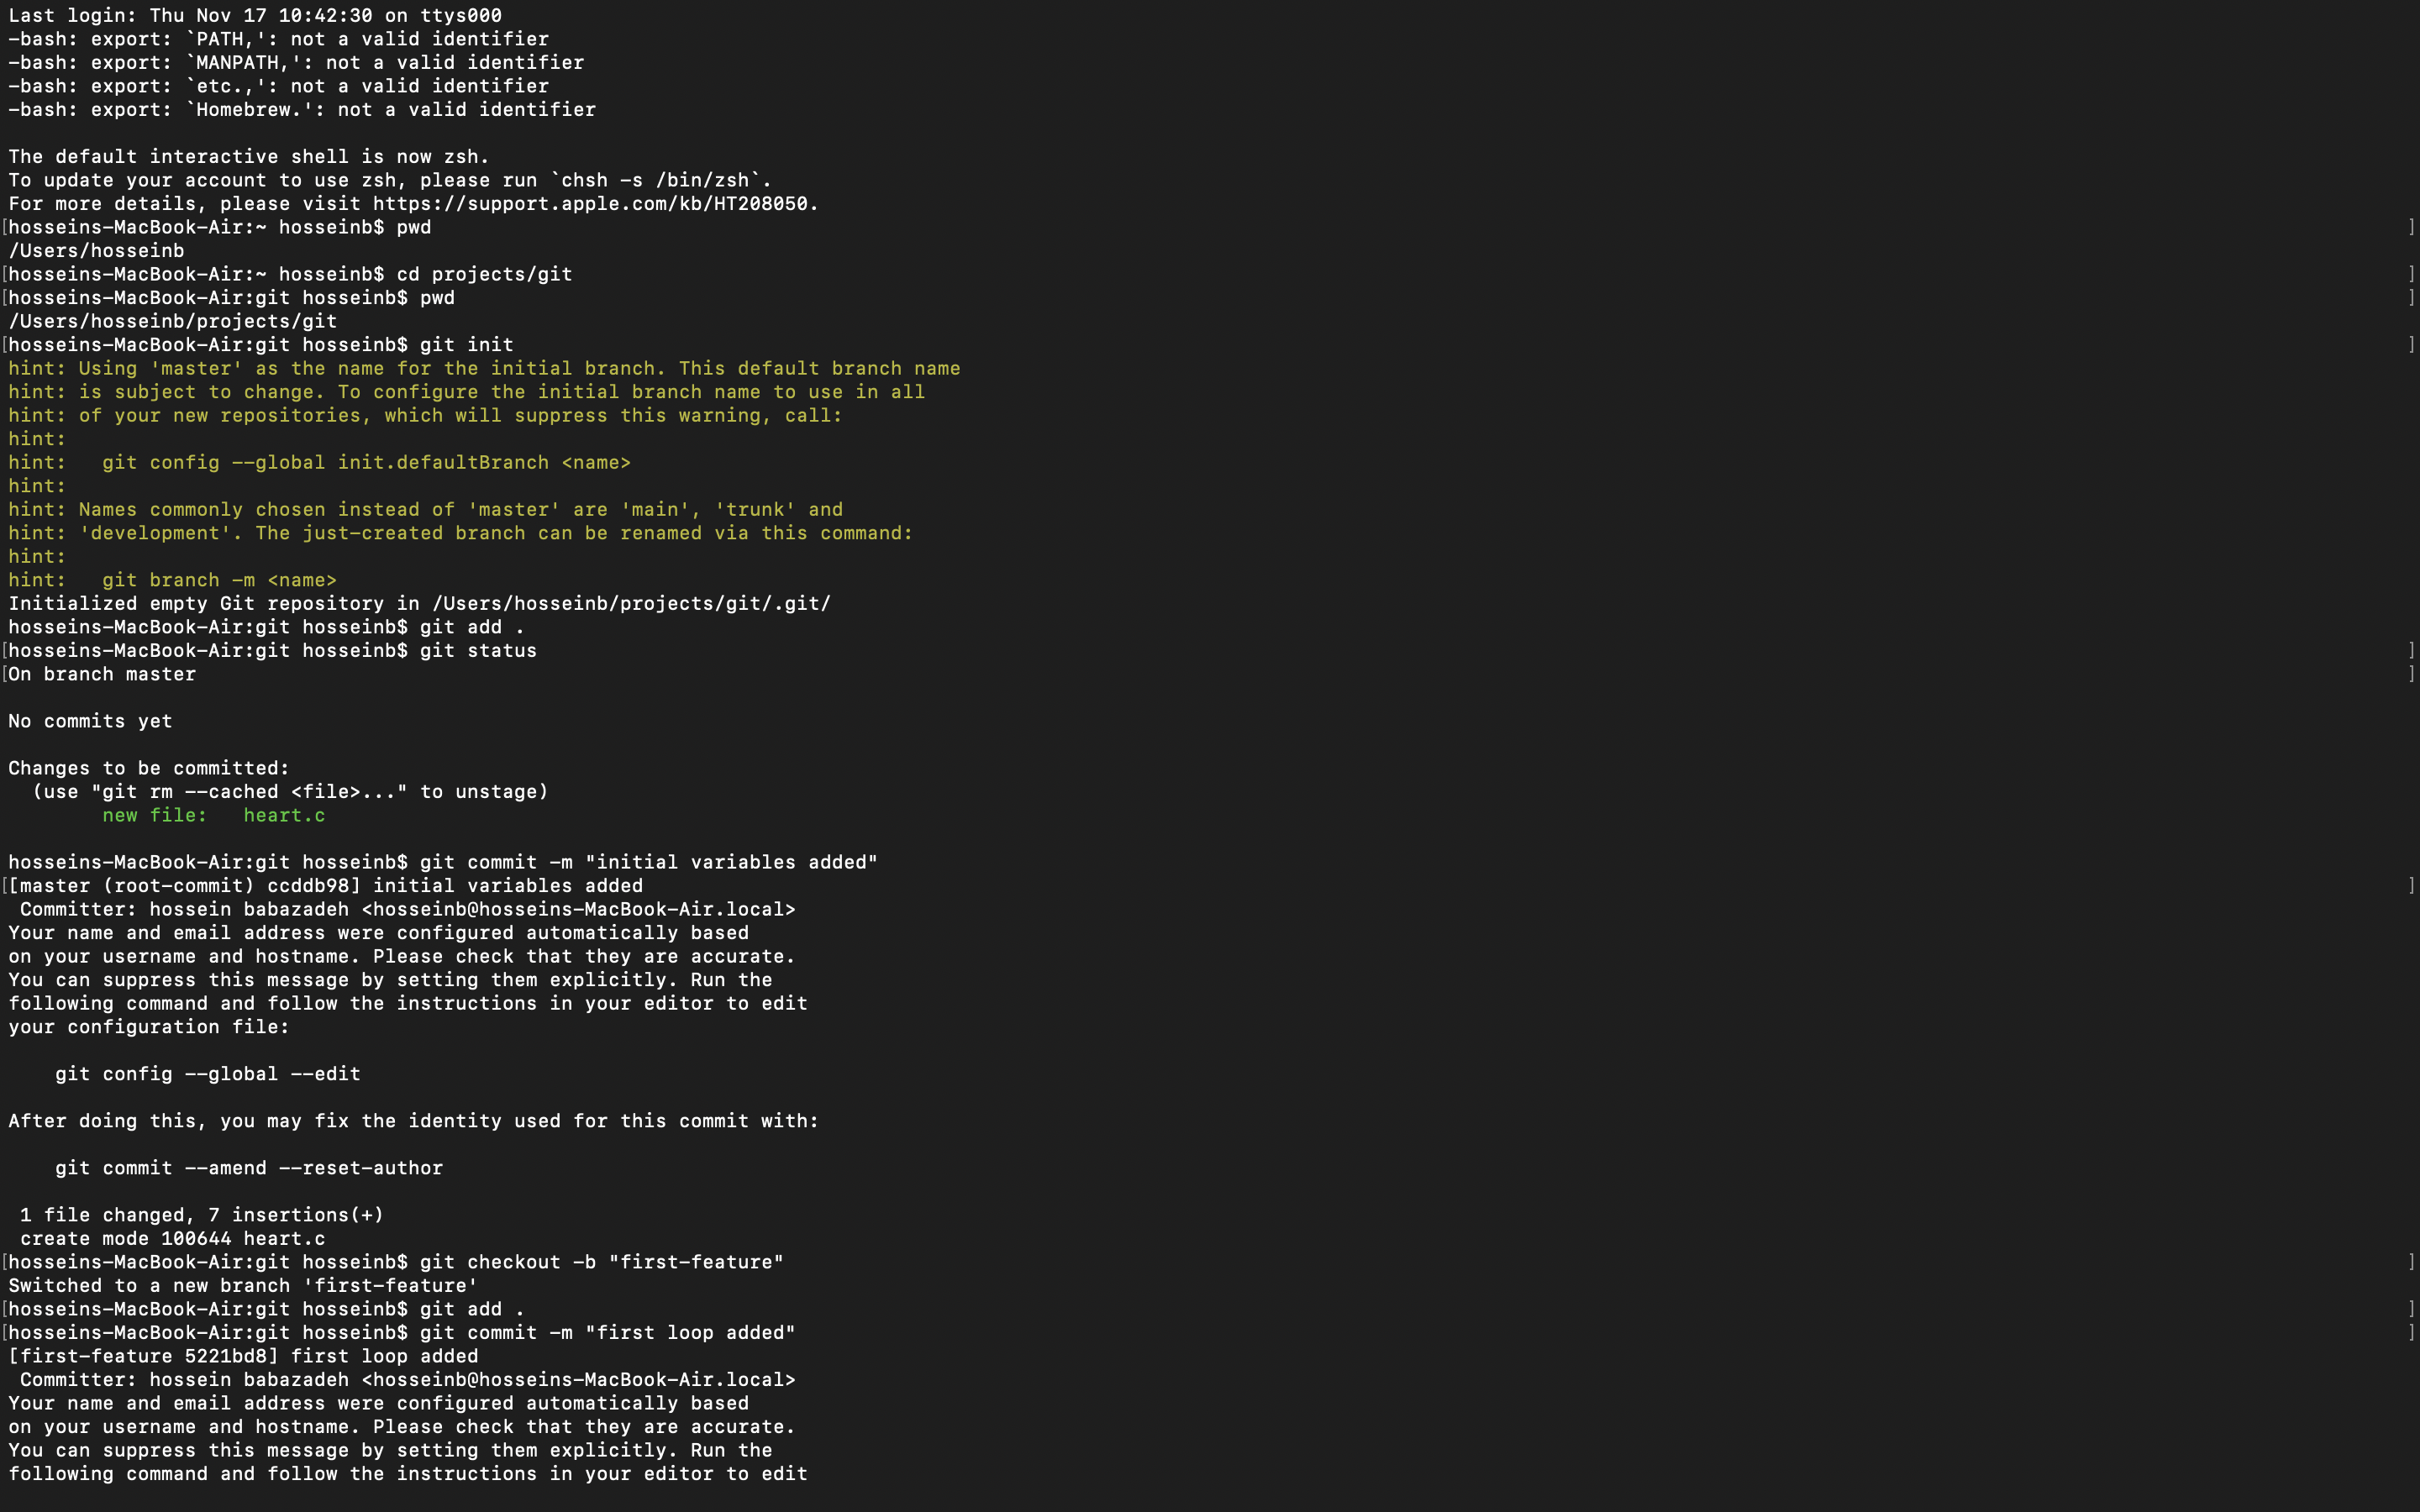 Last login: Thu Nov 17 10:42:30 on ttys000
-bash: export: `PATH,': not a valid identifier
-bash: export: `MANPATH,': not a valid identifier
-bash: export: `etc.,': not a valid identifier
-bash: export: `Homebrew.': not a valid identifier

The default interactive shell is now zsh.
To update your account to use zsh, please run `chsh -s /bin/zsh`.
For more details, please visit https://support.apple.com/kb/HT208050.
[hosseins-MacBook-Air:~ hosseinb$ pwd ]
/Users/hosseinb
[hosseins-MacBook-Air:~ hosseinb$ cd projects/git ]
[hosseins-MacBook-Air:git hosseinb$ pwd ]
/Users/hosseinb/projects/git
[hosseins-MacBook-Air:git hosseinb$ git init ]
hint: Using 'master' as the name for the initial branch. This default branch name
hint: is subject to change. To configure the initial branch name to use in all
hint: of your new repositories, which will suppress this warning, call:
hint:
hint:   git config --global init.defaultBranch <name>
hint:
hint: Names commonly chosen instead of 'master' are 'main', 'trunk' and
hint: 'development'. The just-created branch can be renamed via this command:
hint:
hint:   git branch -m <name>
Initialized empty Git repository in /Users/hosseinb/projects/git/.git/
hosseins-MacBook-Air:git hosseinb$ git add .
[hosseins-MacBook-Air:git hosseinb$ git status ]
[On branch master ]

No commits yet

Changes to be committed:
  (use "git rm --cached <file>..." to unstage)
        new file:   heart.c

hosseins-MacBook-Air:git hosseinb$ git commit -m "initial variables added"
[[master (root-commit) ccddb98] initial variables added ]
 Committer: hossein babazadeh <hosseinb@hosseins-MacBook-Air.local>
Your name and email address were configured automatically based
on your username and hostname. Please check that they are accurate.
You can suppress this message by setting them explicitly. Run the
following command and follow the instructions in your editor to edit
your configuration file:

    git config --global --edit

After doing this, you may fix the identity used for this commit with:

    git commit --amend --reset-author

 1 file changed, 7 insertions(+)
 create mode 100644 heart.c
[hosseins-MacBook-Air:git hosseinb$ git checkout -b "first-feature" ]
Switched to a new branch 'first-feature'
[hosseins-MacBook-Air:git hosseinb$ git add . ]
[hosseins-MacBook-Air:git hosseinb$ git commit -m "first loop added" ]
[first-feature 5221bd8] first loop added
 Committer: hossein babazadeh <hosseinb@hosseins-MacBook-Air.local>
Your name and email address were configured automatically based
on your username and hostname. Please check that they are accurate.
You can suppress this message by setting them explicitly. Run the
following command and follow the instructions in your editor to edit